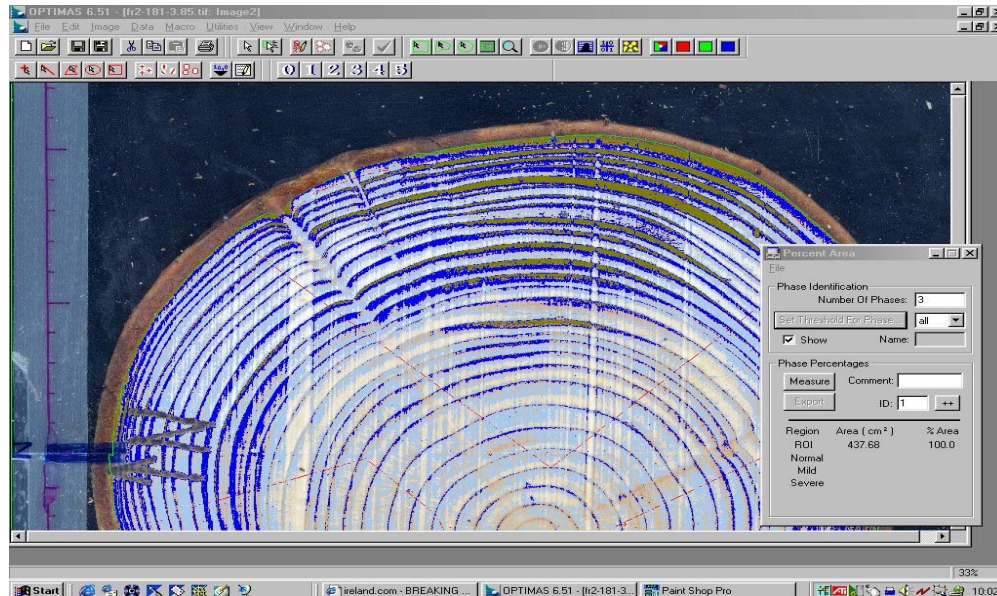 OPTIMAS 6.51 - [fr2-181-3.85.tif: Image2]
File Edit Image Data Macro Utilities View Window Help
0 1 2 3 4 5
Percent Area
File
Phase Identification
Number Of Phases: 3
Set Threshold For Phase... all
Show Name:
Phase Percentages
Measure Comment:
Export ID: 1 ++
Region Area ( cm² ) % Area
ROI 437.68 100.0
Normal
Mild
Severe
33%
Start ireland.com - BREAKING ... OPTIMAS 6.51 - [fr2-181-3... Paint Shop Pro 10:02